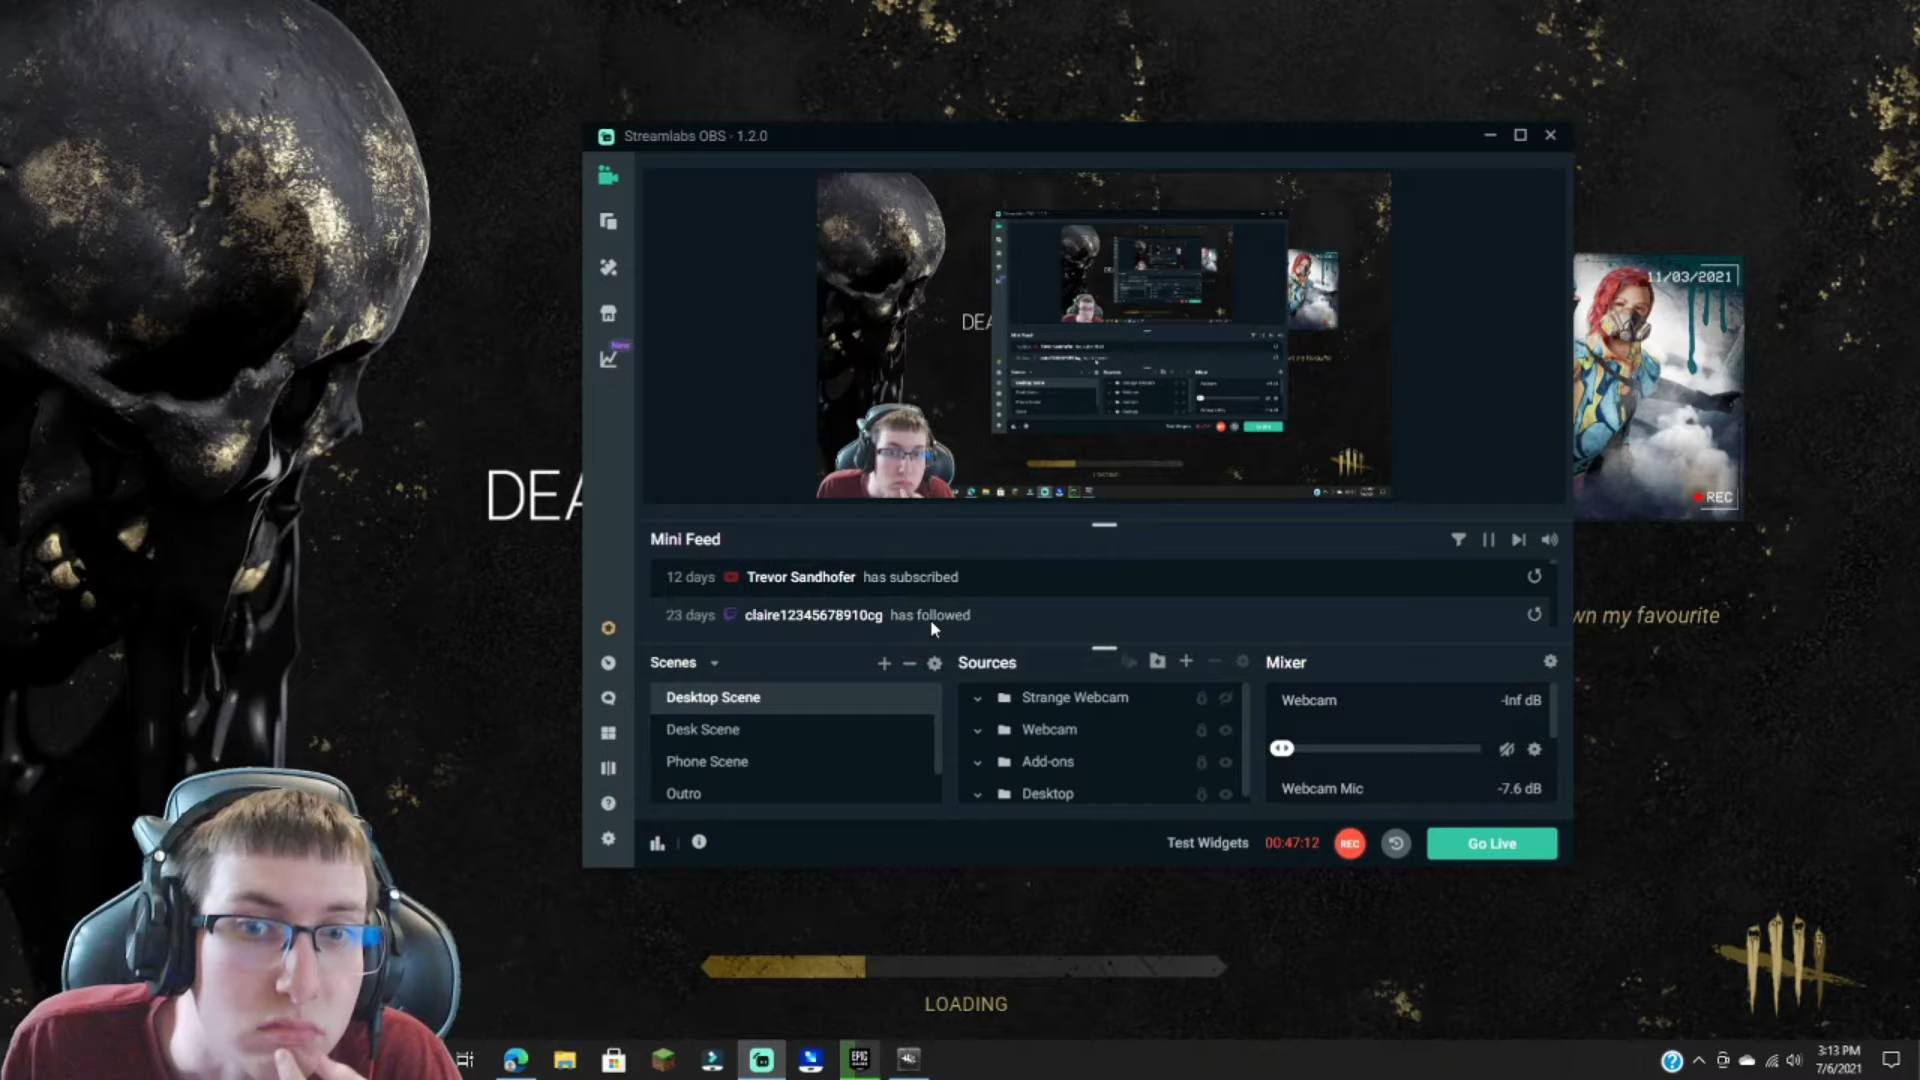 Streamlabs OBS - 1.2.0
New
11/03/2021
DEA
DEA
REC
Mini Feed
12 days Trevor Sandhofer has subscribed
23 days claire12345678910cg has followed
wn my favourite
Scenes
Sources
Mixer
Desktop Scene
Strange Webcam
Webcam
-Inf dB
Desk Scene
Webcam
Phone Scene
Add-ons
Outro
Desktop
Webcam Mic
-7.6 dB
Test Widgets
00:47:12
REC
Go Live
LOADING
EPIC
3:13 PM
7/6/2021